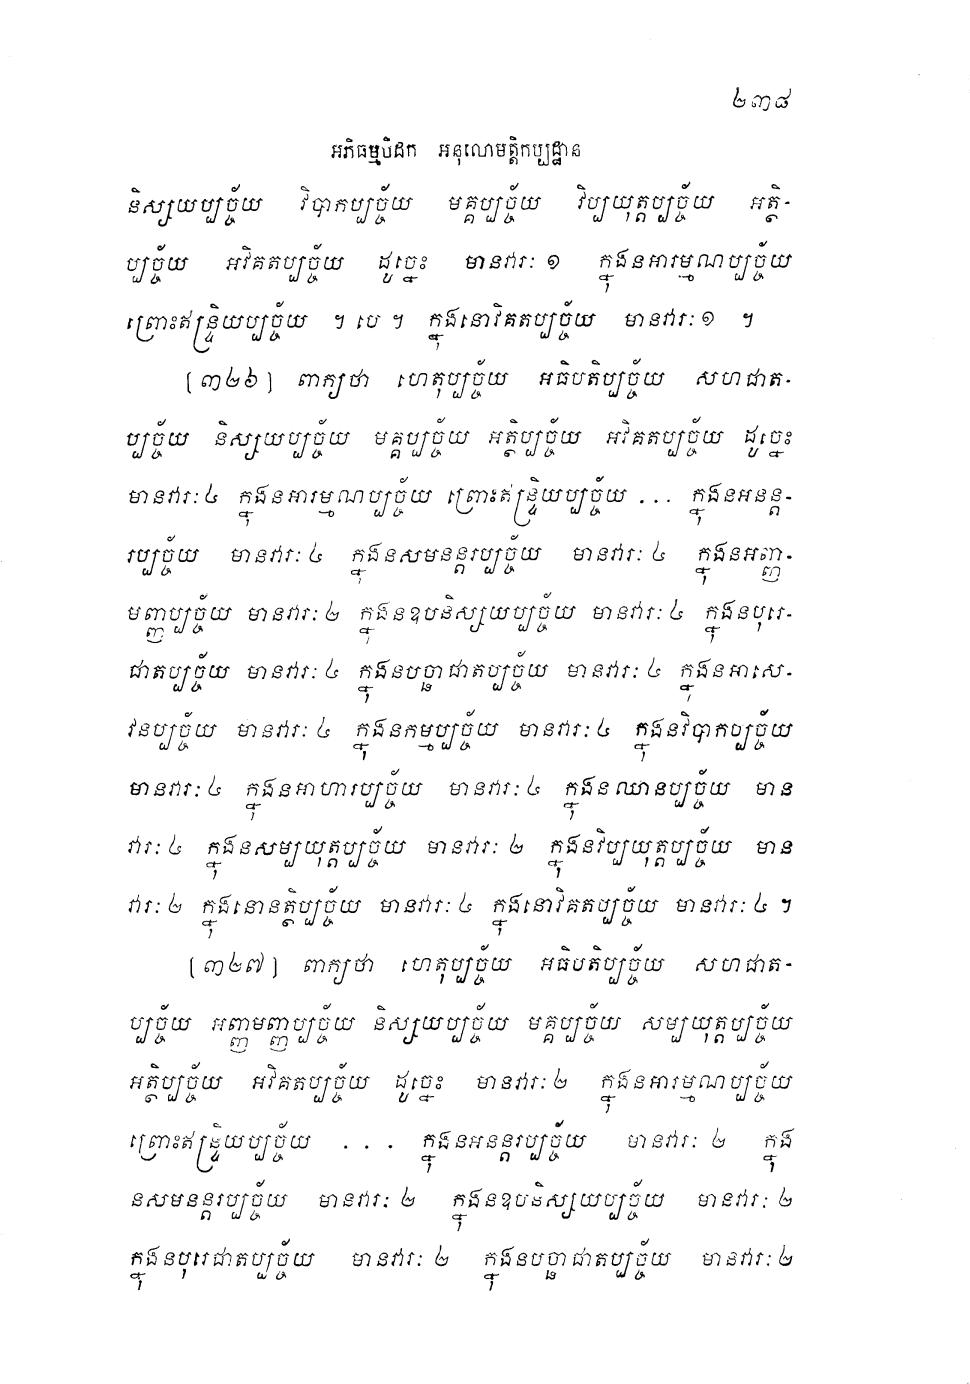 ២៣៨
អភិធម្មបិដក អនុលោមត្តិកប្បដ្ឋាន
និស្សយប្បច្ច័យ វិបាកប្បច្ច័យ មគ្គប្បច្ច័យ វិប្បយុត្តប្បច្ច័យ អត្ថិ-
ប្បច្ច័យ អវិគតប្បច្ច័យ ដូច្នេះ មានវារៈ ១ ក្នុងនអារម្មណប្បច្ច័យ
ព្រោះឥន្ទ្រិយប្បច្ច័យ ។ បេ ។ ក្នុងនោវិគតប្បច្ច័យ មានវារៈ ១ ។
(៣២៦) ពាក្យថា ហេតុប្បច្ច័យ អធិបតិប្បច្ច័យ សហជាត-
ប្បច្ច័យ និស្សយប្បច្ច័យ មគ្គប្បច្ច័យ អត្ថិប្បច្ច័យ អវិគតប្បច្ច័យ ដូច្នេះ
មានវារៈ ៤ ក្នុងនអារម្មណប្បច្ច័យ ព្រោះឥន្ទ្រិយប្បច្ច័យ ... ក្នុងនអនន្ត-
រប្បច្ច័យ មានវារៈ ៤ ក្នុងនសមនន្តរប្បច្ច័យ មានវារៈ ៤ ក្នុងនអញ្ញ-
មញ្ញប្បច្ច័យ មានវារៈ ២ ក្នុងនឧបនិស្សយប្បច្ច័យ មានវារៈ ៤ ក្នុងនបុរេ-
ជាតប្បច្ច័យ មានវារៈ ៤ ក្នុងនបច្ឆាជាតប្បច្ច័យ មានវារៈ ៤ ក្នុងនអាសេ-
វនប្បច្ច័យ មានវារៈ ៤ ក្នុងនកម្មប្បច្ច័យ មានវារៈ ៤ ក្នុងនវិបាកប្បច្ច័យ
មានវារៈ ៤ ក្នុងនអាហារប្បច្ច័យ មានវារៈ ៤ ក្នុងនឈានប្បច្ច័យ មាន
វារៈ ៤ ក្នុងនសម្បយុត្តប្បច្ច័យ មានវារៈ ២ ក្នុងនវិប្បយុត្តប្បច្ច័យ មាន
វារៈ ២ ក្នុងនោនត្ថិប្បច្ច័យ មានវារៈ ៤ ក្នុងនោវិគតប្បច្ច័យ មានវារៈ ៤ ។
(៣២៧) ពាក្យថា ហេតុប្បច្ច័យ អធិបតិប្បច្ច័យ សហជាត-
ប្បច្ច័យ អញ្ញមញ្ញប្បច្ច័យ និស្សយប្បច្ច័យ មគ្គប្បច្ច័យ សម្បយុត្តប្បច្ច័យ
អត្ថិប្បច្ច័យ អវិគតប្បច្ច័យ ដូច្នេះ មានវារៈ ២ ក្នុងនអារម្មណប្បច្ច័យ
ព្រោះឥន្ទ្រិយប្បច្ច័យ ... ក្នុងនអនន្តរប្បច្ច័យ មានវារៈ ២ ក្នុង
នសមនន្តរប្បច្ច័យ មានវារៈ ២ ក្នុងនឧបនិស្សយប្បច្ច័យ មានវារៈ ២
ក្នុងនបុរេជាតប្បច្ច័យ មានវារៈ ២ ក្នុងនបច្ឆាជាតប្បច្ច័យ មានវារៈ ២